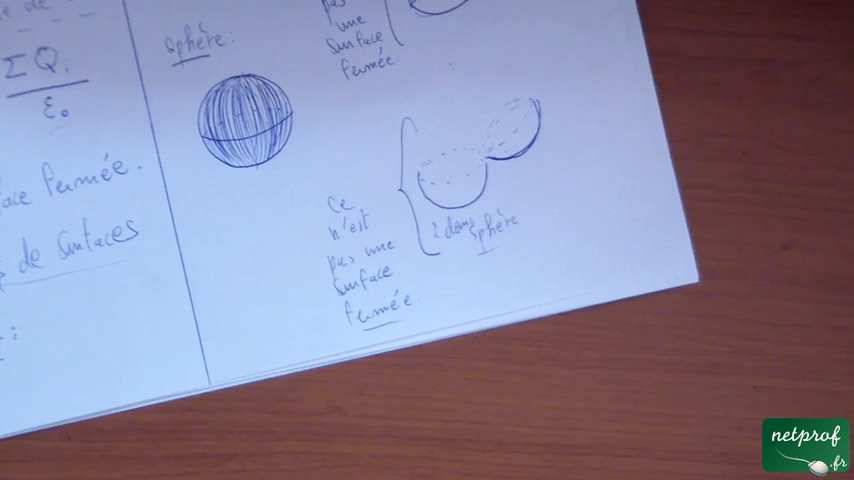 de
Σ Q i
ε₀
face fermée.
de surfaces
Sphère:
pas
une
surface
fermée.
Ce
n'est
pas une
surface
fermée.
2 demi sphère
netprof
.fr